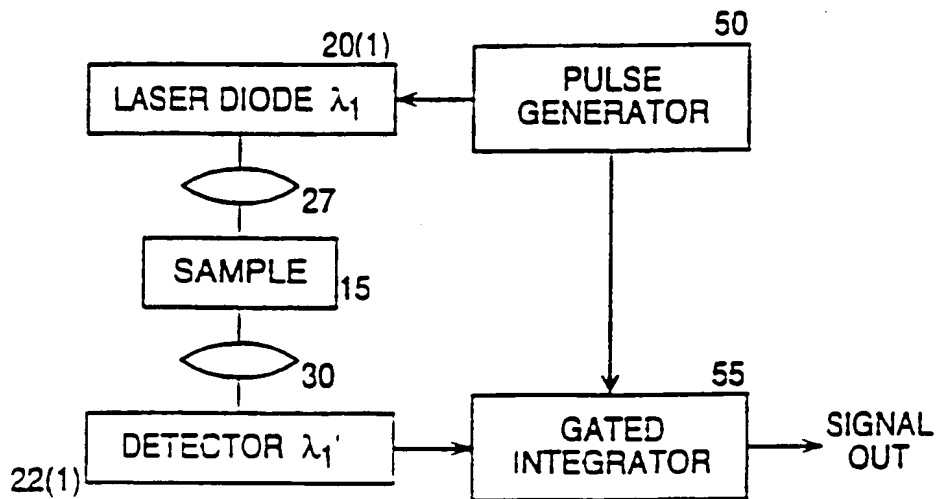 20(1)
50
LASER DIODE λ₁
PULSE
GENERATOR
27
SAMPLE
15
30
55
DETECTOR λ₁'
22(1)
GATED
INTEGRATOR
SIGNAL
OUT